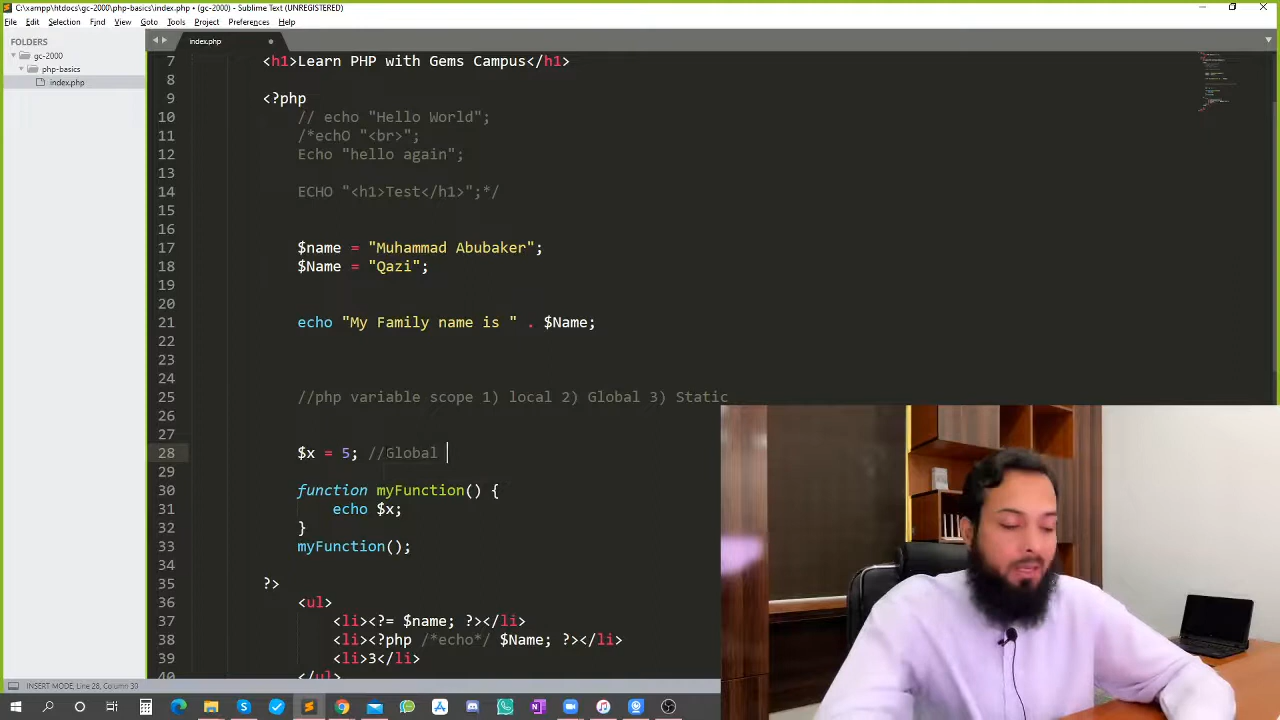 C:\xampp\htdocs\gc-2000\php-basics\index.php • (gc-2000) - Sublime Text (UNREGISTERED)
File Edit Selection Find View Goto Tools Project Preferences Help
FOLDERS
gc-2000
php-basics
index.php
index.php
7 <h1>Learn PHP with Gems Campus</h1>
8
9 <?php
10 // echo "Hello World";
11 /*echO "<br>";
12 Echo "hello again";
13
14 ECHO "<h1>Test</h1>";*/
15
16
17 $name = "Muhammad Abubaker";
18 $Name = "Qazi";
19
20
21 echo "My Family name is " . $Name;
22
23
24
25 //php variable scope 1) local 2) Global 3) Static
26
27
28 $x = 5; //Global
29
30 function myFunction() {
31 echo $x;
32 }
33 myFunction();
34
35 ?>
36 <ul>
37 <li><?= $name; ?></li>
38 <li><?php /*echo*/ $Name; ?></li>
39 <li>3</li>
40 </ul>
INSERT MODE, Line 28, Column 39